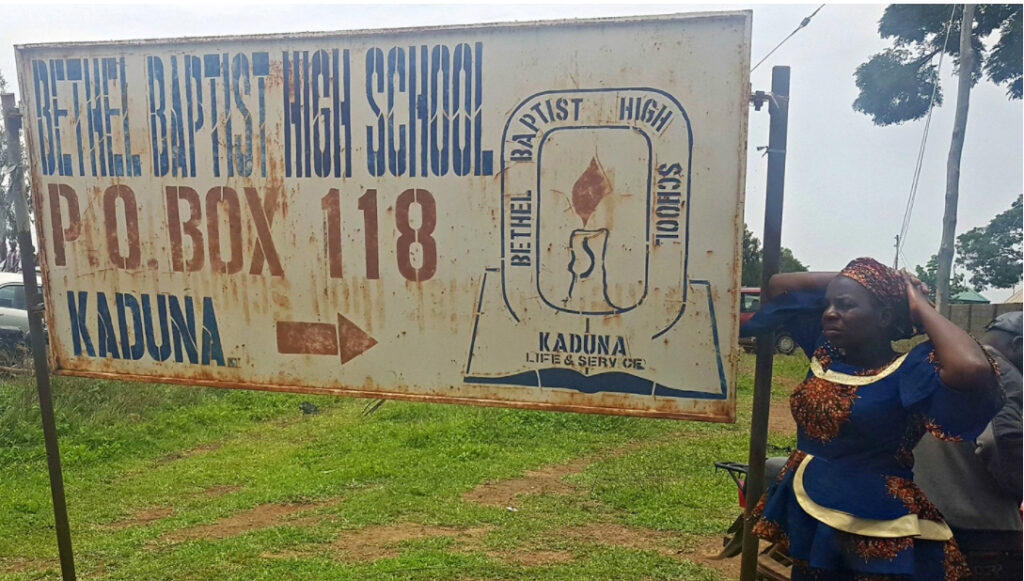 BETHEL BAPTIST HIGH SCHOOL
P.O.BOX 118
KADUNA
BETHEL BAPTIST HIGH SCHOOL
KADUNA
LIFE & SERVICE